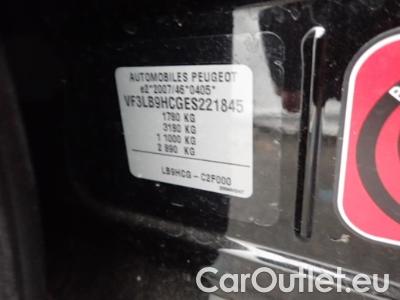 AUTOMOBILES PEUGEOT
e2*2007/46*0405*
VF3LB9HCGES221845
1780 KG
3180 KG
1 1000 KG
2 890 KG
LB9HCG - C2F000
CarOutlet.eu